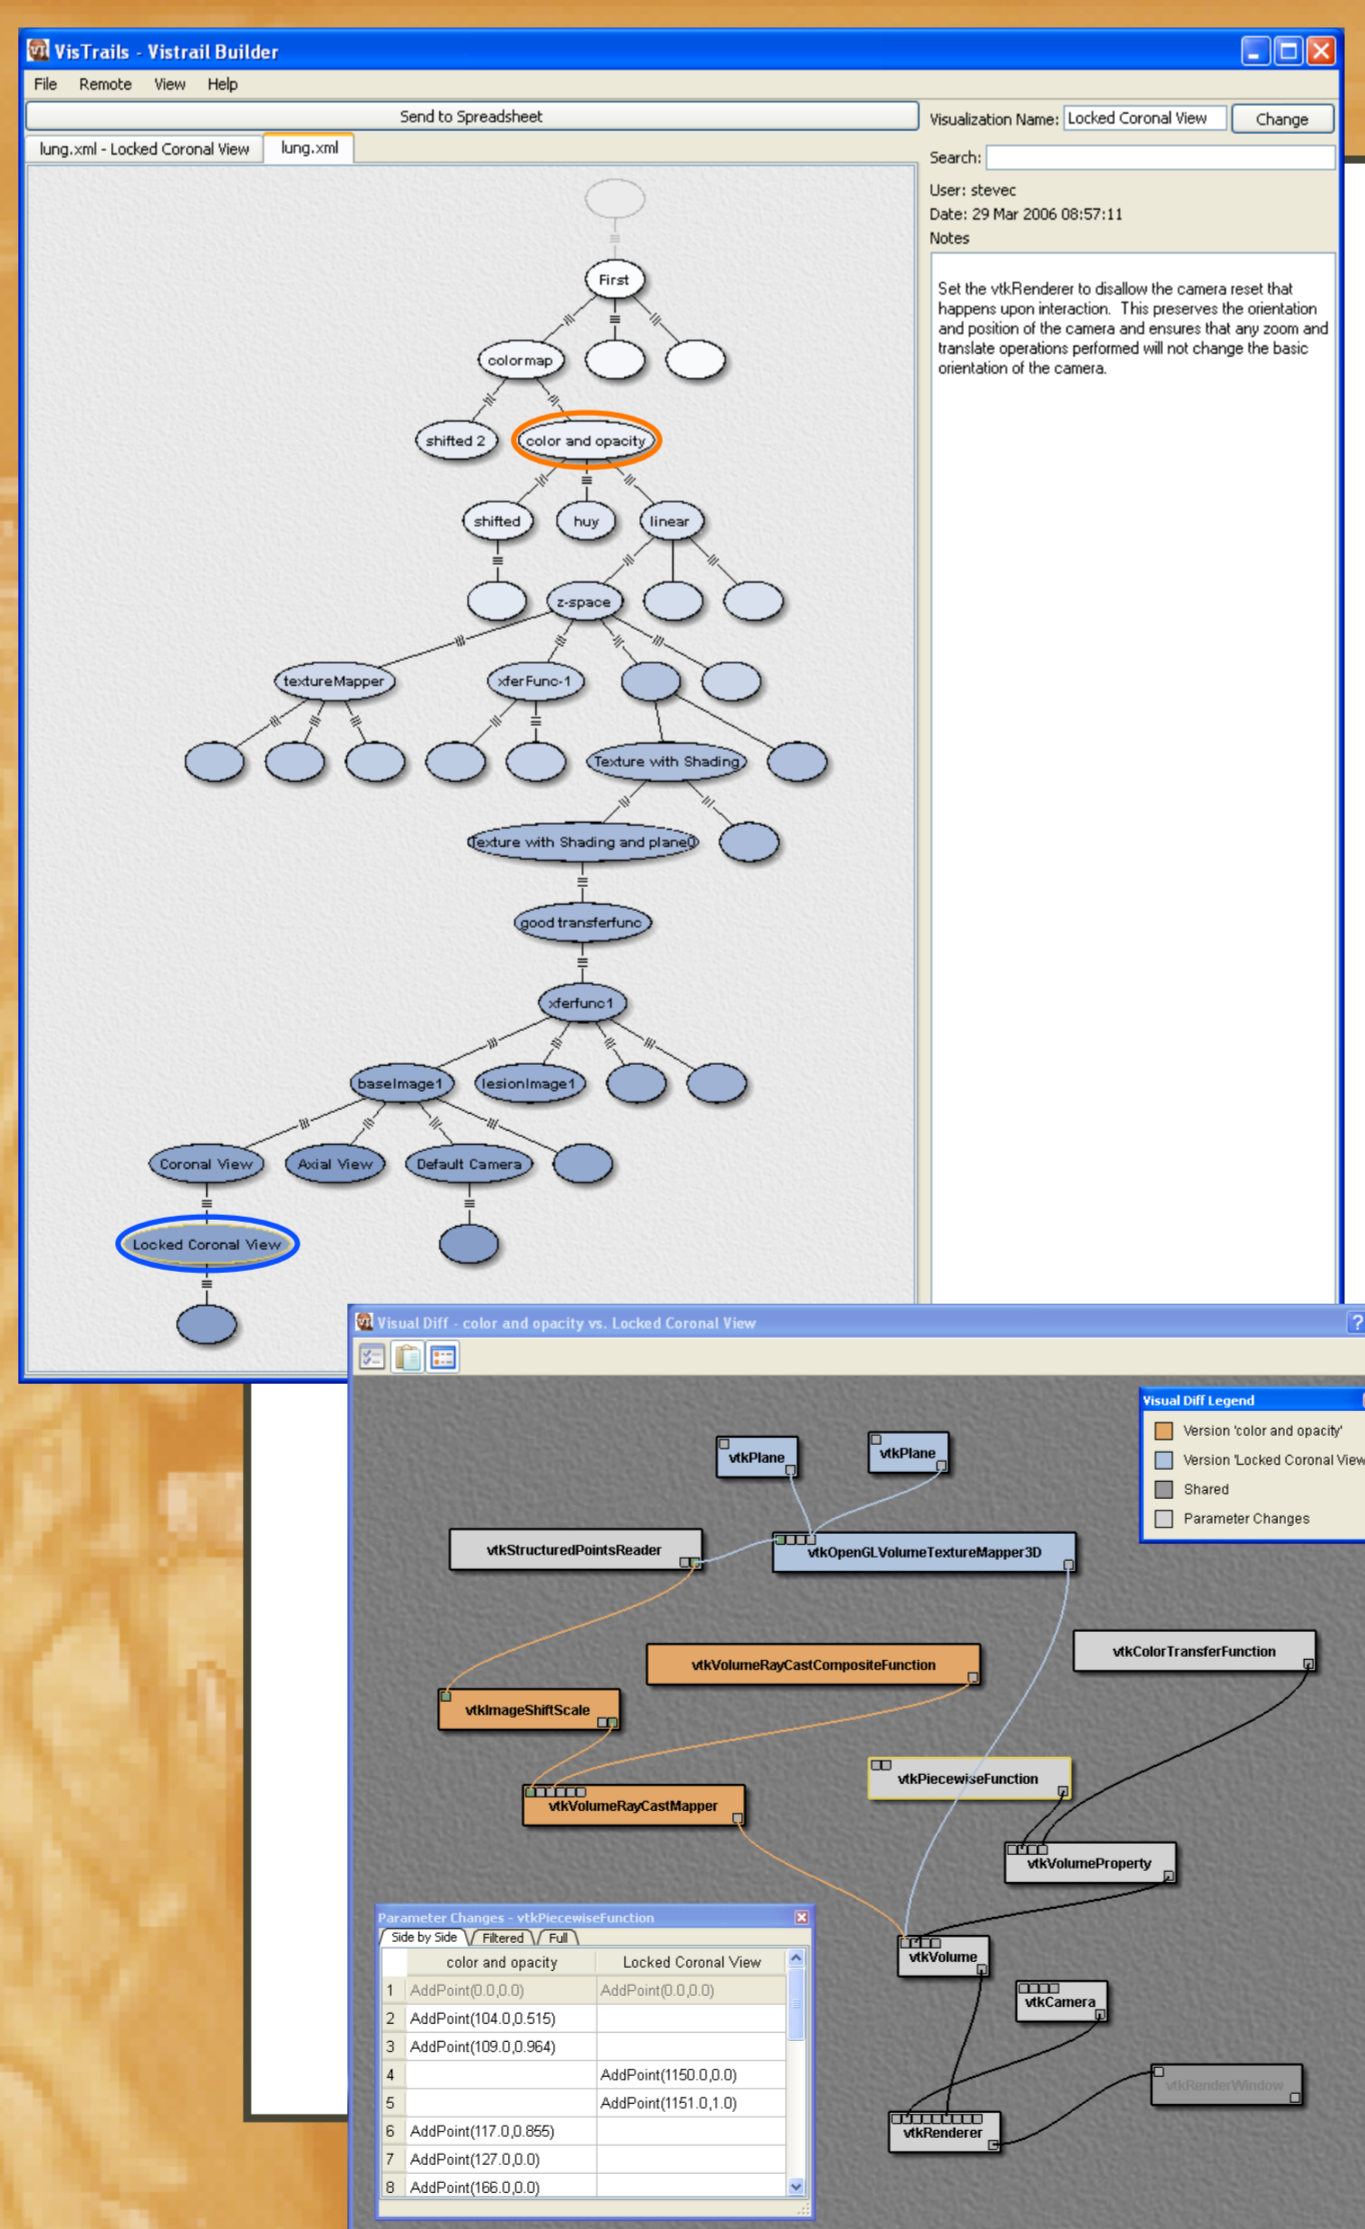 VisTrails - Vistrail Builder
File Remote View Help
Send to Spreadsheet
Visualization Name: Locked Coronal View Change
lung.xml - Locked Coronal View lung.xml
Search:
User: stevec
Date: 29 Mar 2006 08:57:11
Notes
Set the vtkRenderer to disallow the camera reset that
happens upon interaction. This preserves the orientation
and position of the camera and ensures that any zoom and
translate operations performed will not change the basic
orientation of the camera.
First
colormap
shifted 2 color and opacity
shifted huy linear
z-space
textureMapper xferFunc-1
Texture with Shading
Texture with Shading and plane0
good transferfunc
xferfunc1
baseImage1 lesionImage1
Coronal View Axial View Default Camera
Locked Coronal View
Visual Diff - color and opacity vs. Locked Coronal View ?
Visual Diff Legend
Version 'color and opacity'
Version 'Locked Coronal View
Shared
Parameter Changes
vtkPlane vtkPlane
vtkStructuredPointsReader vtkOpenGLVolumeTextureMapper3D
vtkVolumeRayCastCompositeFunction vtkColorTransferFunction
vtkImageShiftScale
vtkPiecewiseFunction
vtkVolumeRayCastMapper
vtkVolumeProperty
vtkVolume
vtkCamera
vtkRenderWindow
vtkRenderer
Parameter Changes - vtkPiecewiseFunction
Side by Side Filtered Full
color and opacity Locked Coronal View
1 AddPoint(0.0,0.0) AddPoint(0.0,0.0)
2 AddPoint(104.0,0.515)
3 AddPoint(109.0,0.964)
4 AddPoint(1150.0,0.0)
5 AddPoint(1151.0,1.0)
6 AddPoint(117.0,0.855)
7 AddPoint(127.0,0.0)
8 AddPoint(166.0,0.0)